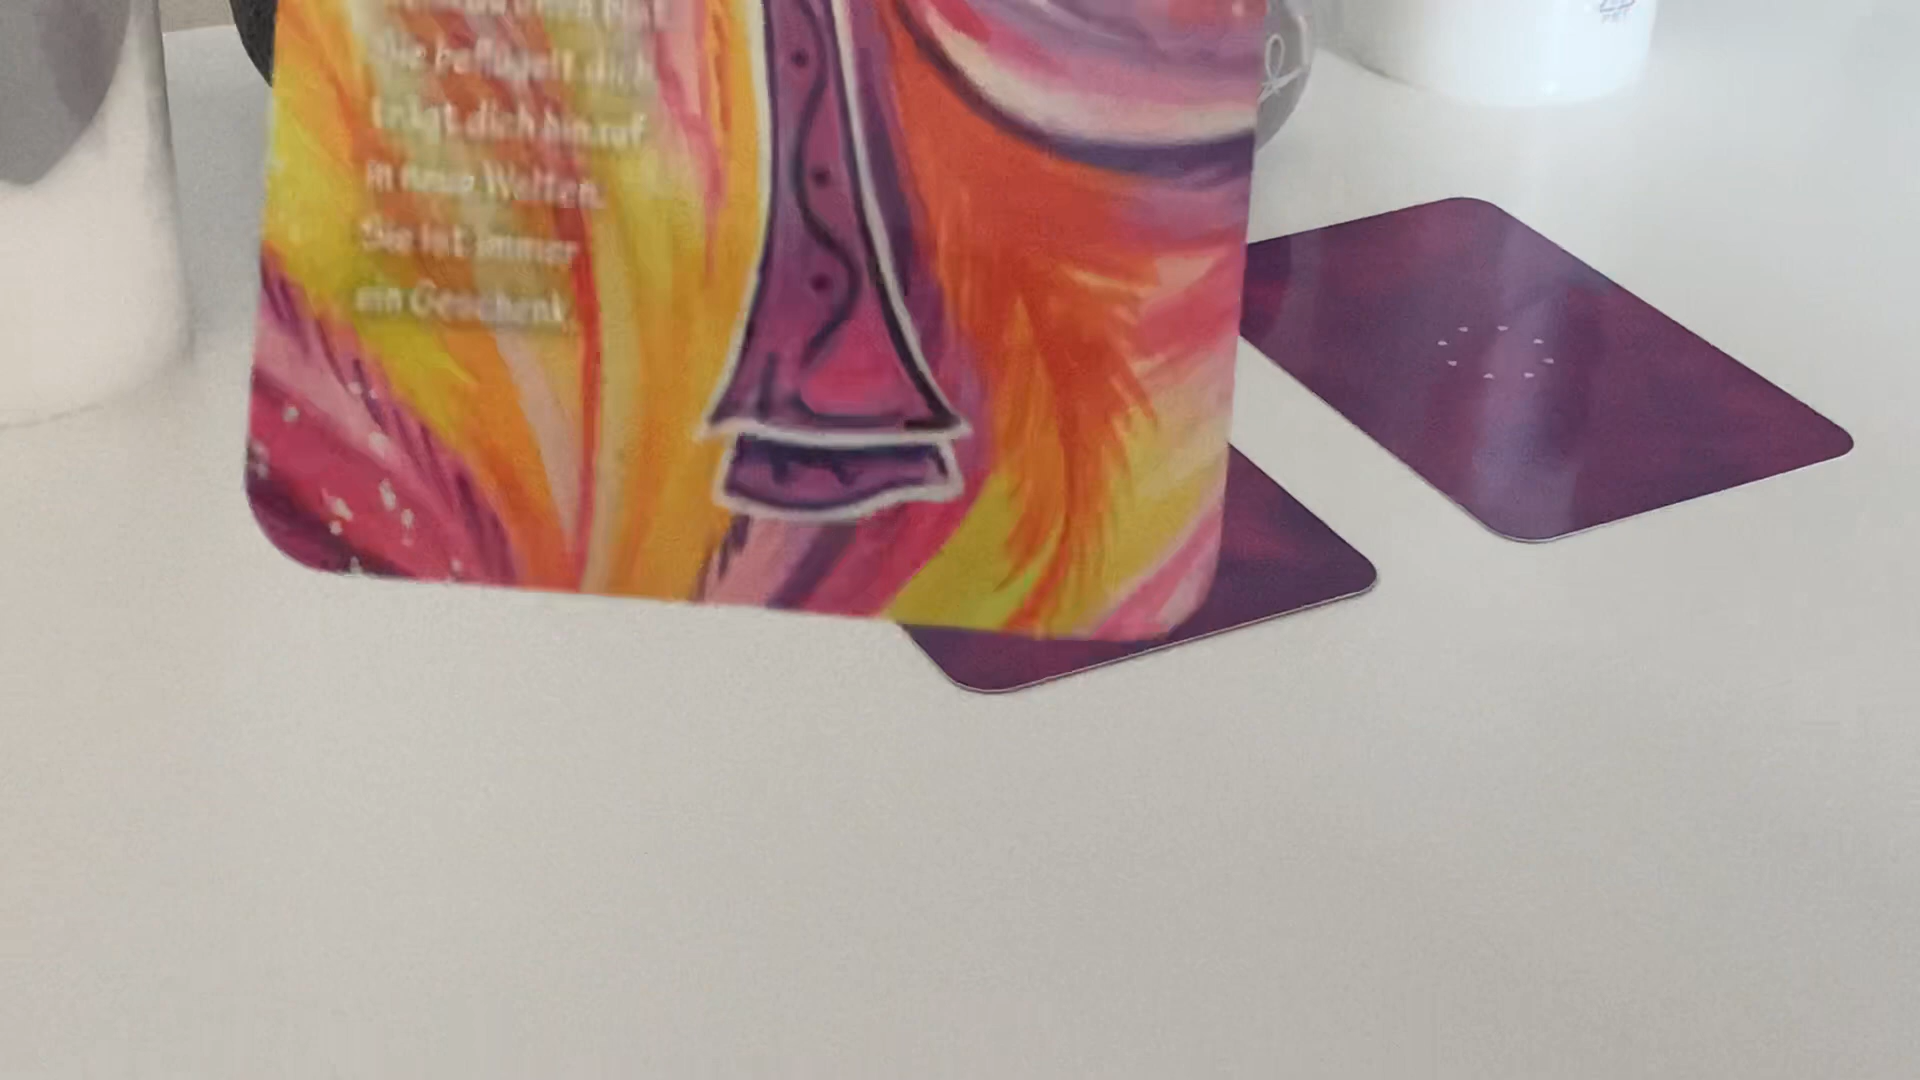 Sie beflügelt dich
trägt dich hinauf
in neue Welten.
Sie ist immer
ein Geschenk.